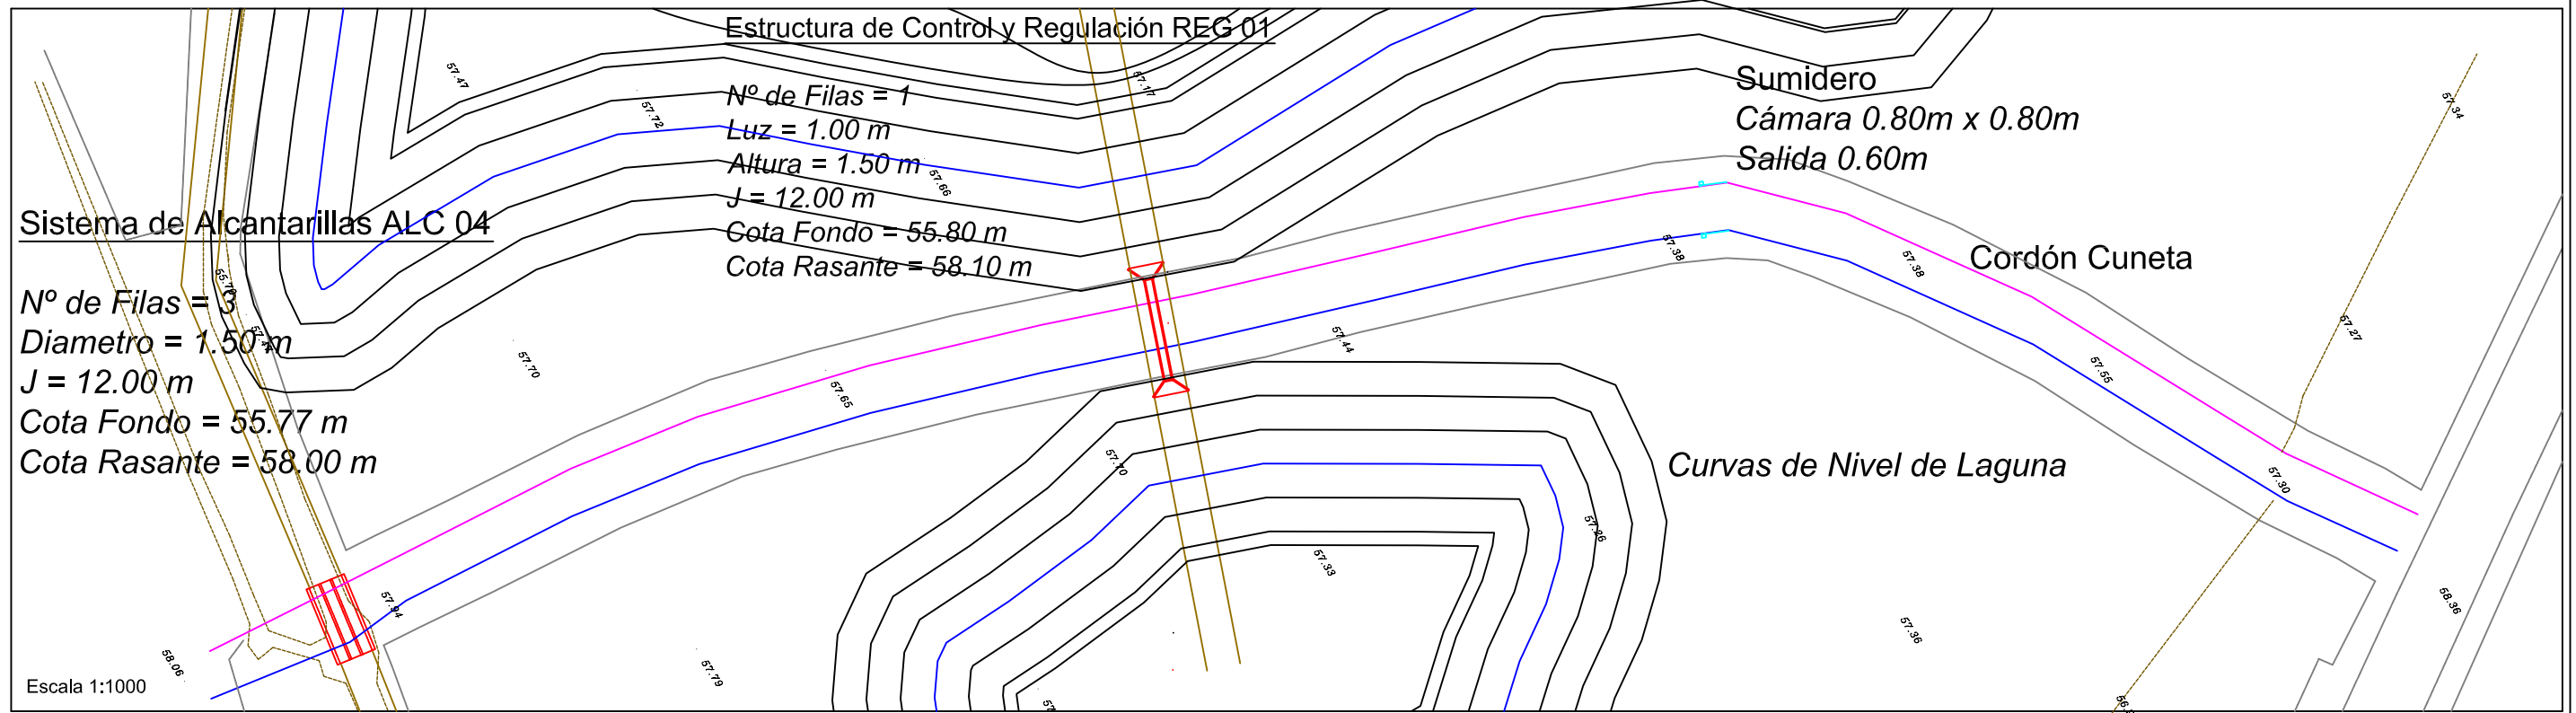 Estructura de Control y Regulación REG 01
Nº de Filas = 1
Luz = 1.00 m
Altura = 1.50 m
J = 12.00 m
Cota Fondo = 55.80 m
Cota Rasante = 58.10 m
Sumidero
Cámara 0.80m x 0.80m
Salida 0.60m
Sistema de Alcantarillas ALC 04
Nº de Filas = 3
Diametro = 1.50 m
J = 12.00 m
Cota Fondo = 55.77 m
Cota Rasante = 58.00 m
Cordón Cuneta
Curvas de Nivel de Laguna
Escala 1:1000
57.47
57.72
57.66
57.17
57.34
57.38
57.38
57.27
57.70
57.65
57.44
57.55
57.70
57.30
57.26
57.33
57.94
58.06
57.79
57.36
58.36